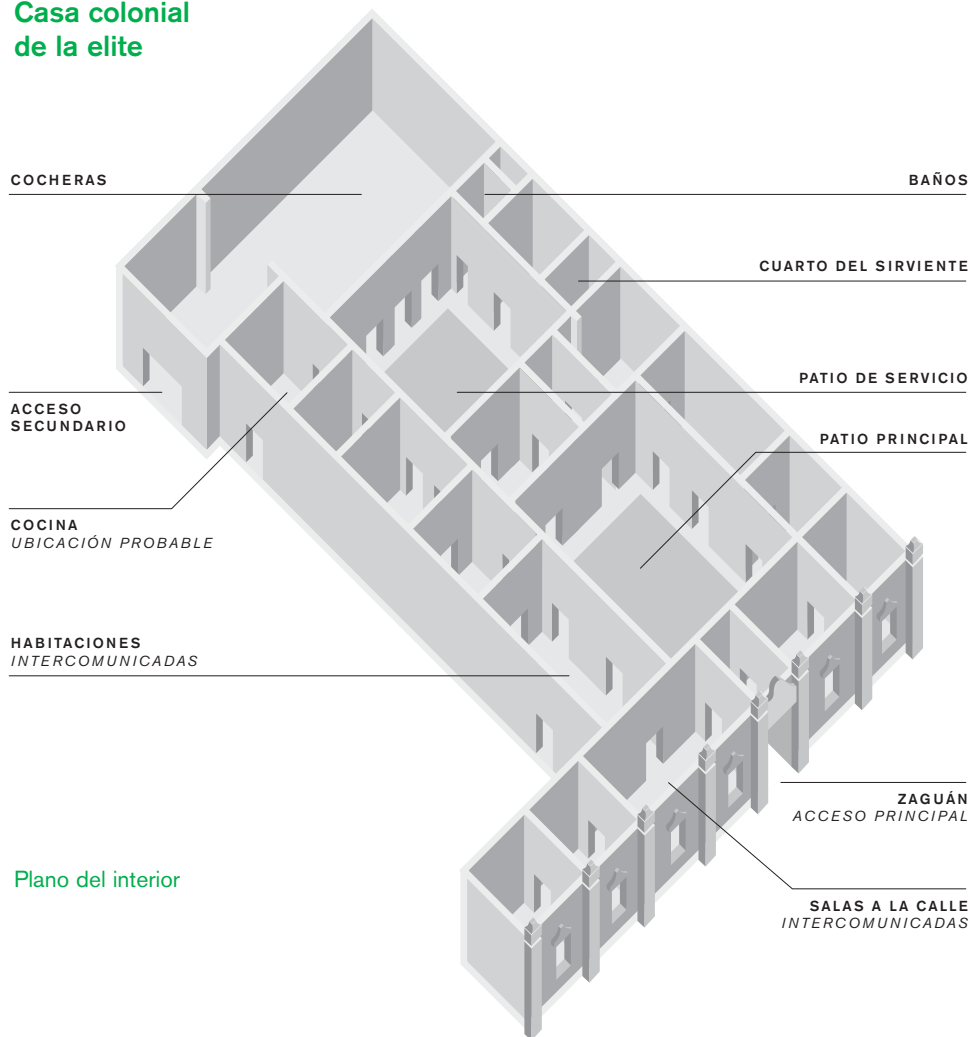 Casa colonial
de la elite
COCHERAS
BAÑOS
CUARTO DEL SIRVIENTE
PATIO DE SERVICIO
ACCESO
SECUNDARIO
PATIO PRINCIPAL
COCINA
UBICACIÓN PROBABLE
HABITACIONES
INTERCOMUNICADAS
ZAGUÁN
ACCESO PRINCIPAL
Plano del interior
SALAS A LA CALLE
INTERCOMUNICADAS